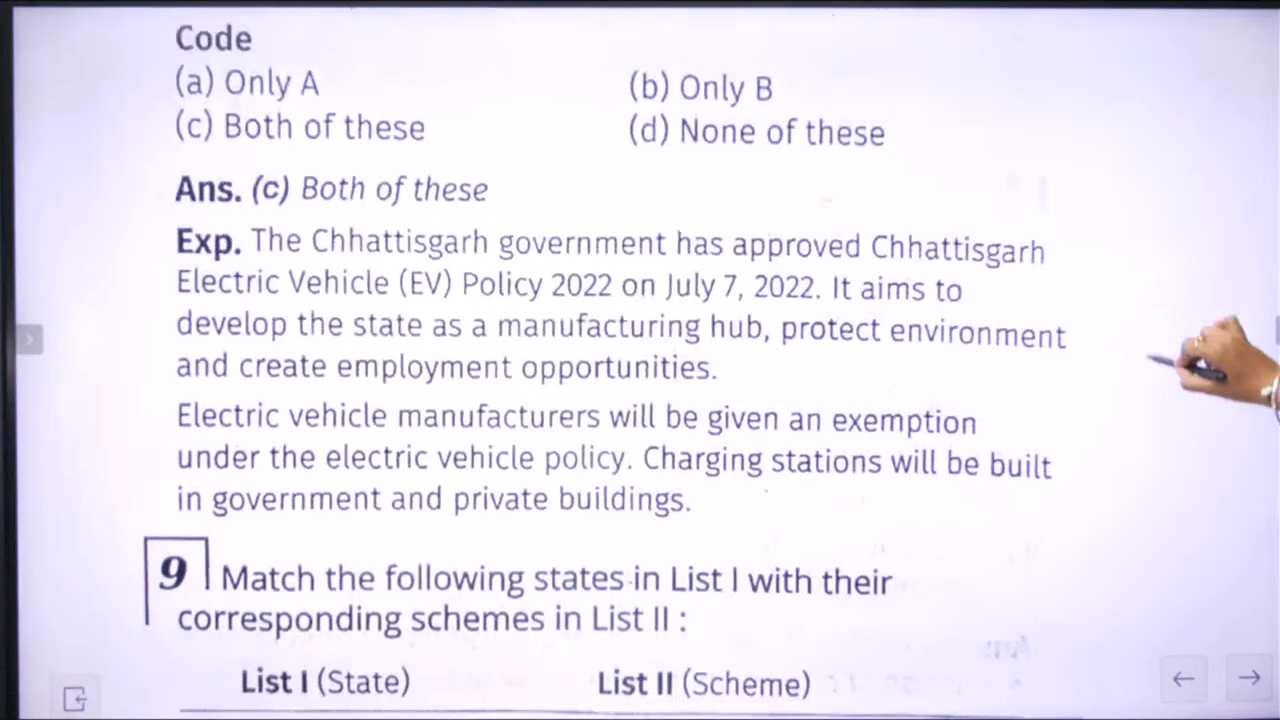 Code
(a) Only A (b) Only B
(c) Both of these (d) None of these
Ans. (c) Both of these
Exp. The Chhattisgarh government has approved Chhattisgarh
Electric Vehicle (EV) Policy 2022 on July 7, 2022. It aims to
develop the state as a manufacturing hub, protect environment
and create employment opportunities.
Electric vehicle manufacturers will be given an exemption
under the electric vehicle policy. Charging stations will be built
in government and private buildings.
9 Match the following states in List I with their
corresponding schemes in List II :
List I (State) List II (Scheme)